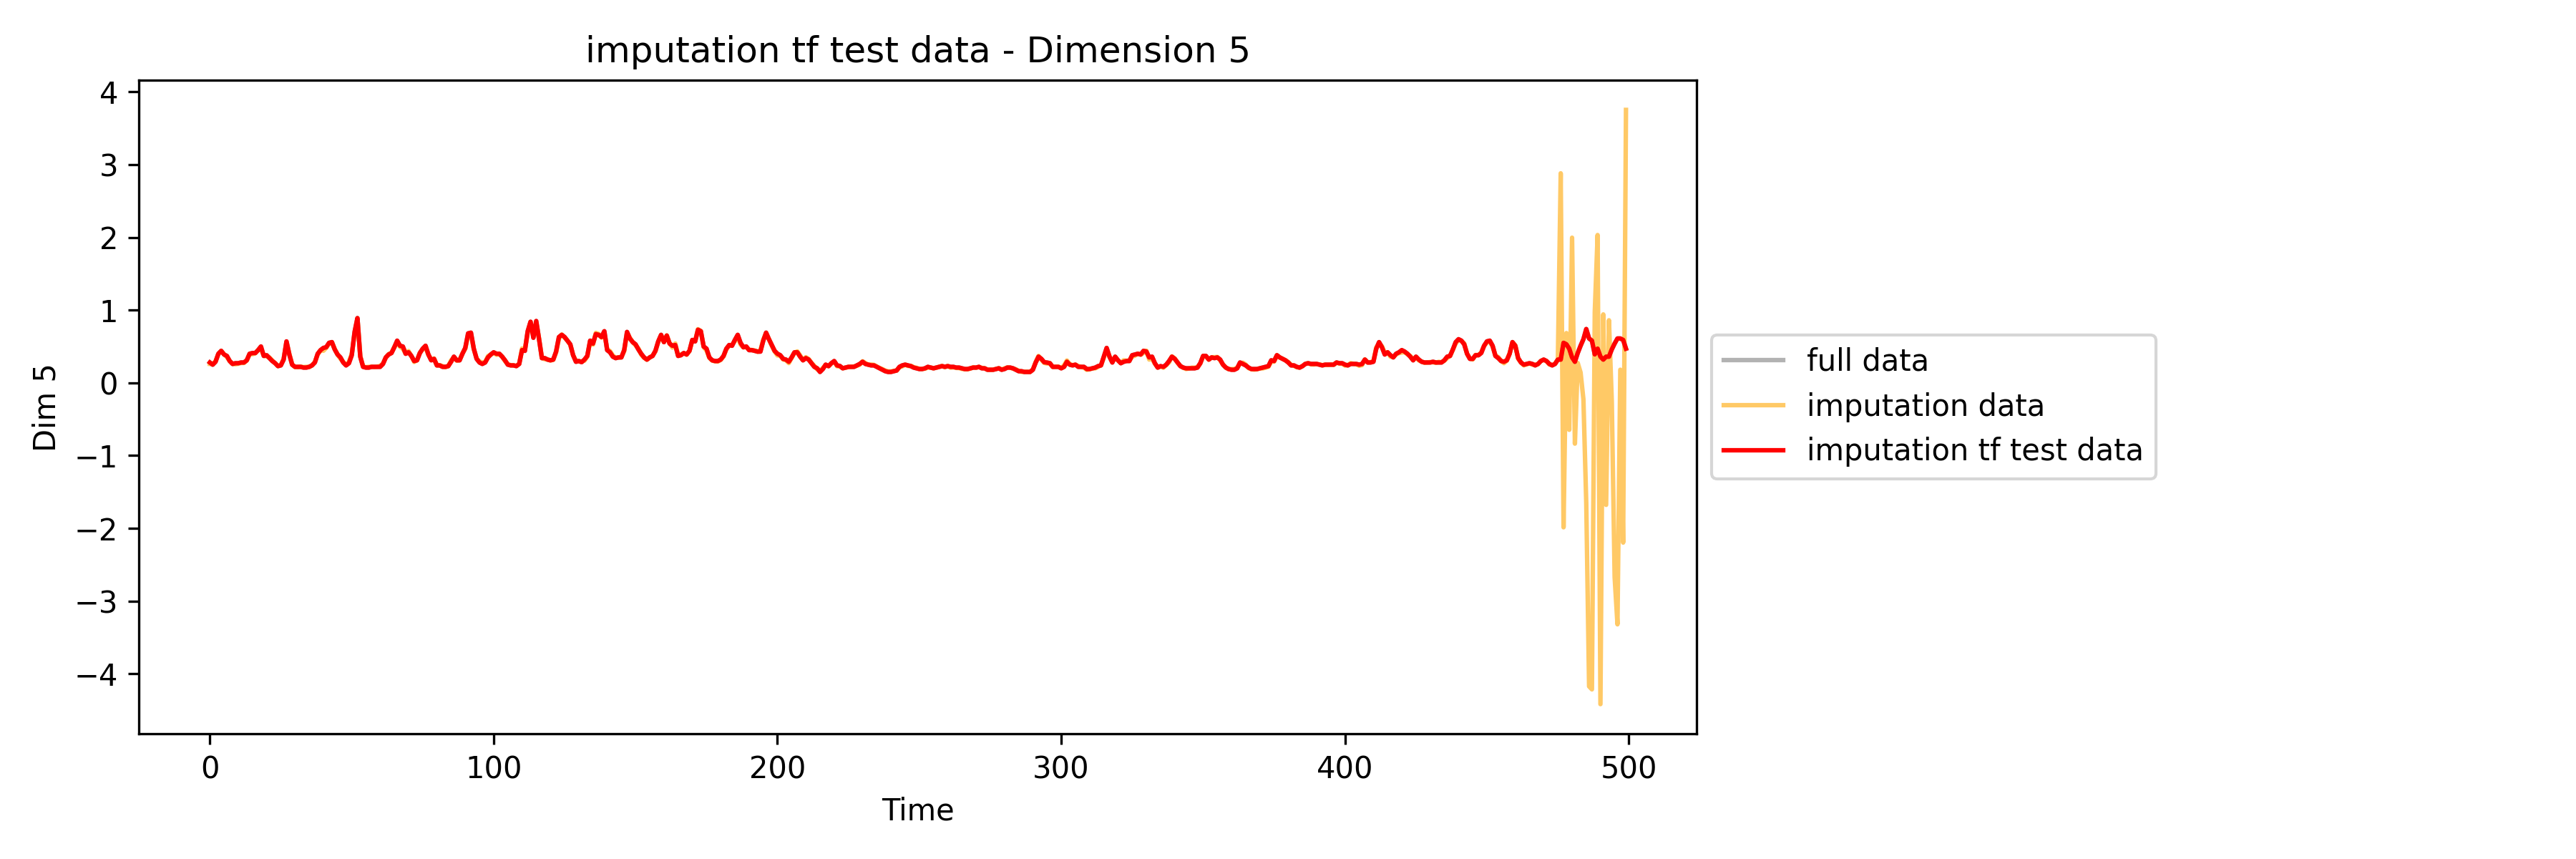 imputation tf test data - Dimension 5
4
3
2
1
0
−1
−2
−3
−4
Dim 5
0 100 200 300 400 500
Time
full data
imputation data
imputation tf test data